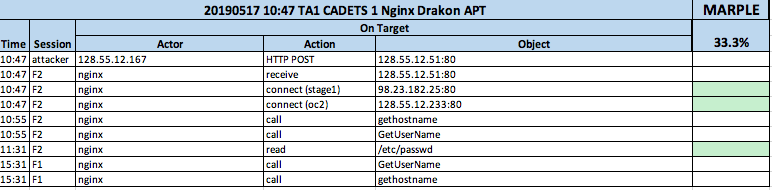 20190517 10:47 TA1 CADETS 1 Nginx Drakon APT MARPLE
On Target
Time Session Actor Action Object 33.3%
10:47 attacker 128.55.12.167 HTTP POST 128.55.12.51:80
10:47 F2 nginx receive 128.55.12.51:80
10:47 F2 nginx connect (stage1) 98.23.182.25:80
10:47 F2 nginx connect (oc2) 128.55.12.233:80
10:55 F2 nginx call gethostname
10:55 F2 nginx call GetUserName
11:31 F2 nginx read /etc/passwd
15:31 F1 nginx call GetUserName
15:31 F1 nginx call gethostname